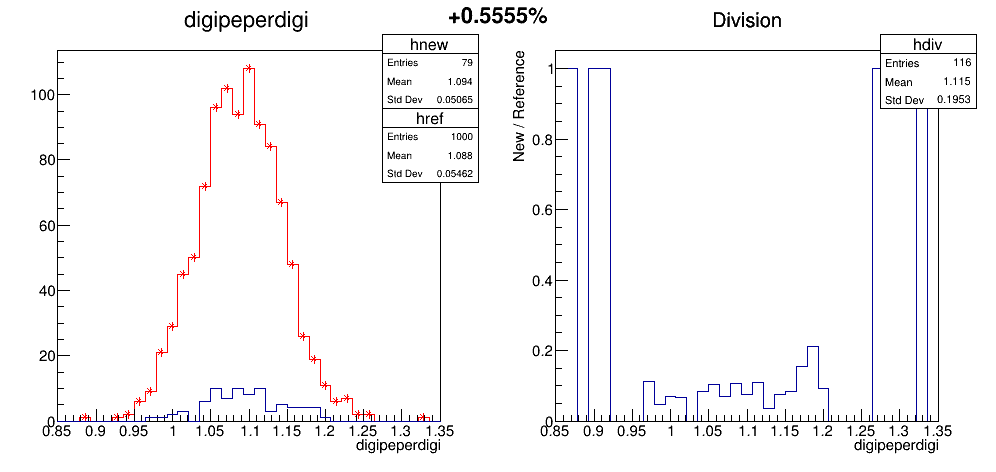 +0.5555%
digipeperdigi
hnew
Entries 79
Mean 1.094
Std Dev 0.05065
href
Entries 1000
Mean 1.088
Std Dev 0.05462
100
80
60
40
20
0
0.85 0.9 0.95 1 1.05 1.1 1.15 1.2 1.25 1.3 1.35
digipeperdigi
Division
hdiv
Entries 116
Mean 1.115
Std Dev 0.1953
New / Reference
1
0.8
0.6
0.4
0.2
0
0.85 0.9 0.95 1 1.05 1.1 1.15 1.2 1.25 1.3 1.35
digipeperdigi